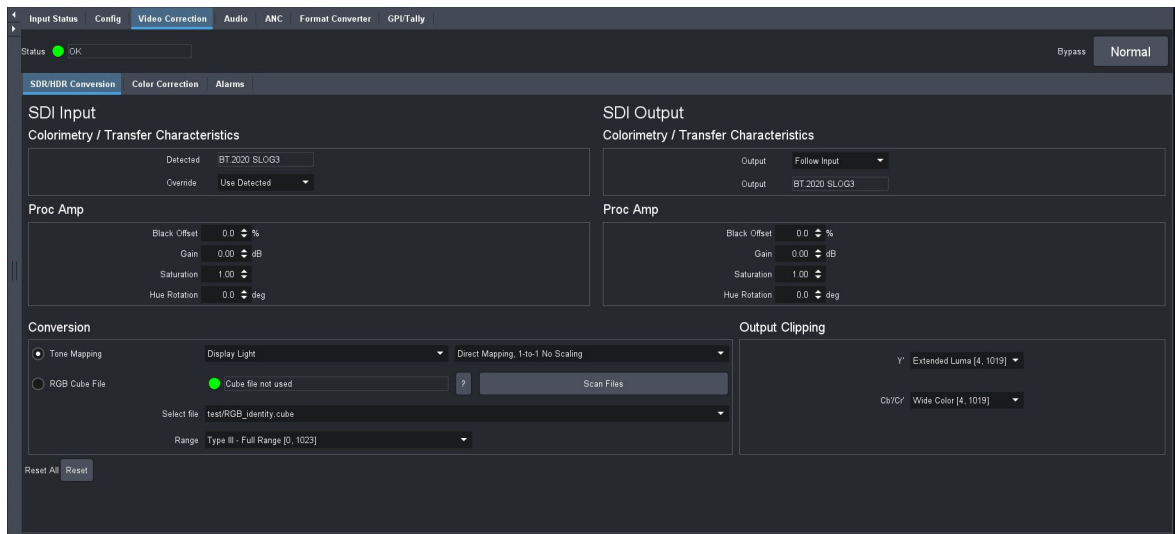 Input Status Config Video Correction Audio ANC Format Converter GPI/Tally
Status OK Bypass Normal
SDR/HDR Conversion Color Correction Alarms
SDI Input SDI Output
Colorimetry / Transfer Characteristics Colorimetry / Transfer Characteristics
Detected BT.2020 SLOG3 Output Follow Input
Override Use Detected Output BT.2020 SLOG3
Proc Amp Proc Amp
Black Offset 0.0 % Black Offset 0.0 %
Gain 0.00 dB Gain 0.00 dB
Saturation 1.00 Saturation 1.00
Hue Rotation 0.0 deg Hue Rotation 0.0 deg
Conversion Output Clipping
Tone Mapping Display Light Direct Mapping, 1-to-1 No Scaling Y' Extended Luma [4, 1019]
RGB Cube File Cube file not used ? Scan Files
Cb'/Cr' Wide Color [4, 1019]
Select file test/RGB_identity.cube
Range Type III - Full Range [0, 1023]
Reset All Reset